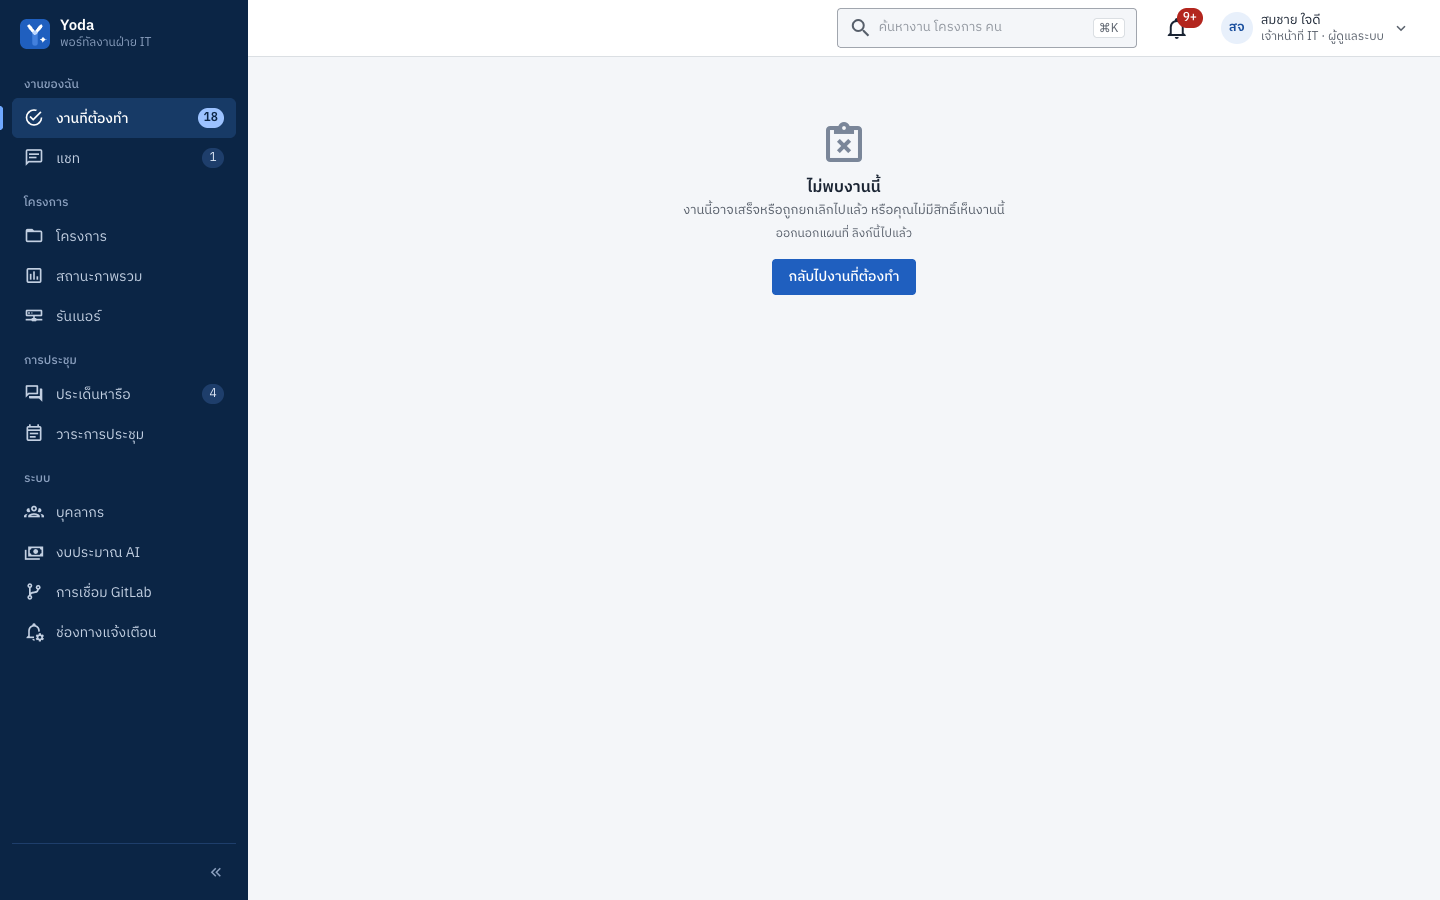 Yoda
พอร์ทัลงานฝ่าย IT
ค้นหางาน โครงการ คน
⌘K
9+
สจ
สมชาย ใจดี
เจ้าหน้าที่ IT · ผู้ดูแลระบบ
งานของฉัน
งานที่ต้องทำ 18
แชท 1
โครงการ
โครงการ
สถานะภาพรวม
รันเนอร์
การประชุม
ประเด็นหารือ 4
วาระการประชุม
ระบบ
บุคลากร
งบประมาณ AI
การเชื่อม GitLab
ช่องทางแจ้งเตือน
ไม่พบงานนี้
งานนี้อาจเสร็จหรือถูกยกเลิกไปแล้ว หรือคุณไม่มีสิทธิ์เห็นงานนี้
ออกนอกแผนที่ ลิงก์นี้ไปแล้ว
กลับไปงานที่ต้องทำ